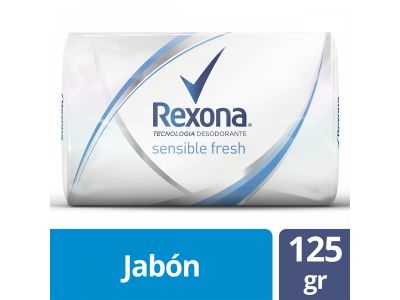 Rexona®
TECNOLOGIA DESODORANTE
sensible fresh
Jabón
125
gr